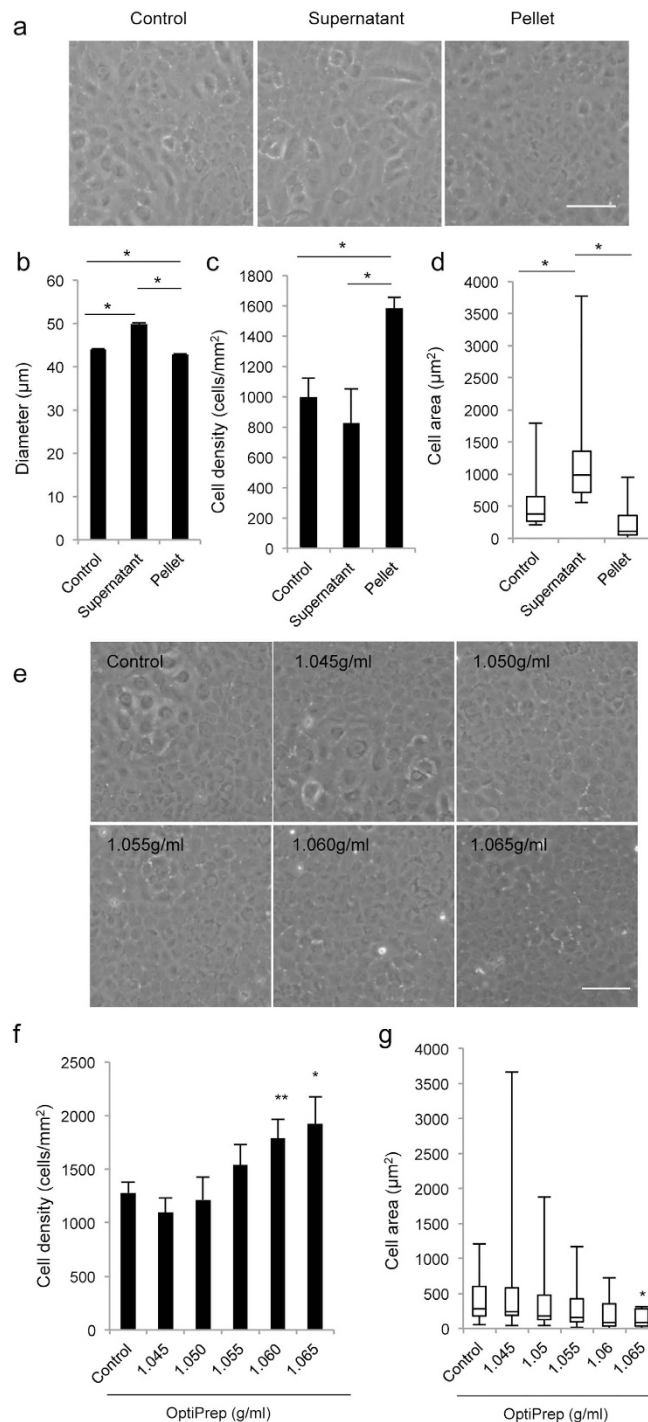 a
Control Supernatant Pellet
b
Diameter (µm)
60
50
40
30
20
10
0
* * *
Control Supernatant Pellet
c
Cell density (cells/mm²)
1800
1600
1400
1200
1000
800
600
400
200
0
* *
Control Supernatant Pellet
d
Cell area (µm²)
4000
3500
3000
2500
2000
1500
1000
500
0
* *
Control Supernatant Pellet
e
Control 1.045g/ml 1.050g/ml
1.055g/ml 1.060g/ml 1.065g/ml
f
Cell density (cells/mm²)
2500
2000
1500
1000
500
0
** *
Control 1.045 1.050 1.055 1.060 1.065
OptiPrep (g/ml)
g
Cell area (µm²)
4000
3500
3000
2500
2000
1500
1000
500
0
*
Control 1.045 1.05 1.055 1.06 1.065
OptiPrep (g/ml)